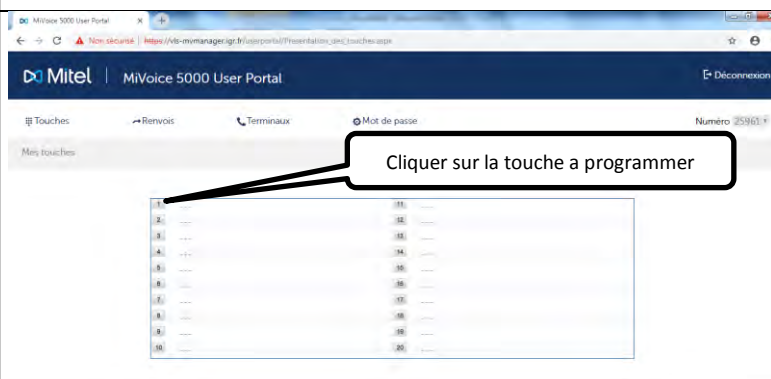 MiVoice 5000 User Portal
Non sécurisé | https://vls-mvmanager.igr.fr/userportal/Presentation_des_touches.aspx
Mitel | MiVoice 5000 User Portal Déconnexion
Touches Renvois Terminaux Mot de passe Numéro 25961
Mes touches
Cliquer sur la touche a programmer
1 ---- 11 ----
2 ---- 12 ----
3 ---- 13 ----
4 ---- 14 ----
5 ---- 15 ----
6 ---- 16 ----
7 ---- 17 ----
8 ---- 18 ----
9 ---- 19 ----
10 ---- 20 ----